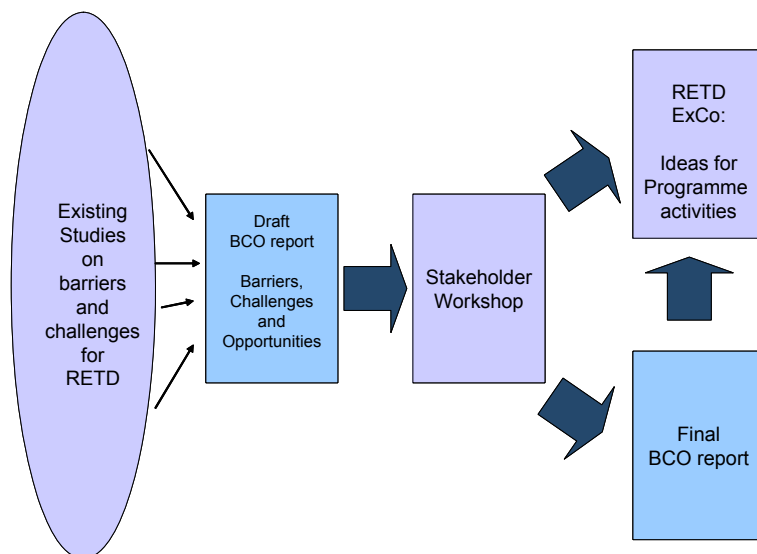 Existing
Studies
on
barriers
and
challenges
for
RETD
Draft
BCO report
Barriers,
Challenges
and
Opportunities
Stakeholder
Workshop
RETD
ExCo:
Ideas for
Programme
activities
Final
BCO report